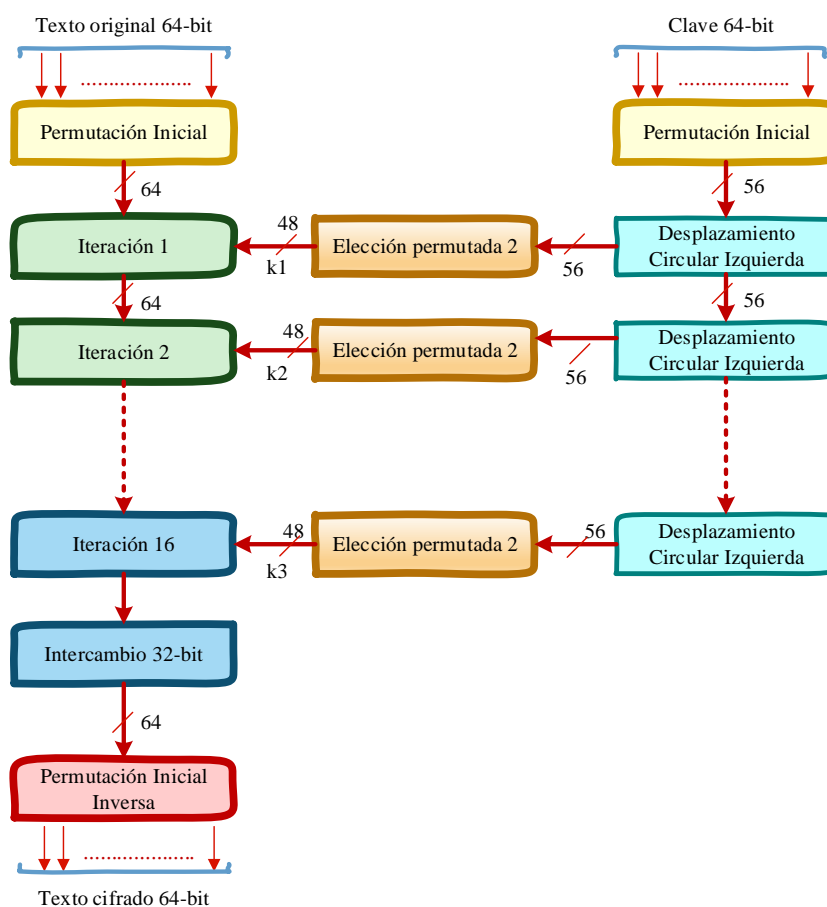 Texto original 64-bit
Clave 64-bit
Permutación Inicial
Permutación Inicial
64
56
Iteración 1
48
k1
Elección permutada 2
56
Desplazamiento
Circular Izquierda
64
56
Iteración 2
48
k2
Elección permutada 2
56
Desplazamiento
Circular Izquierda
Iteración 16
48
k3
Elección permutada 2
56
Desplazamiento
Circular Izquierda
Intercambio 32-bit
64
Permutación Inicial
Inversa
Texto cifrado 64-bit